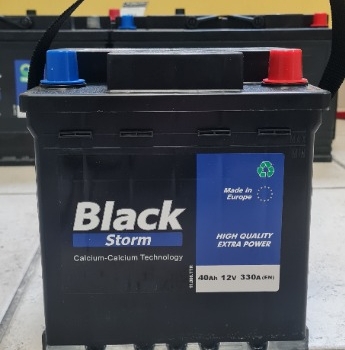 Black
Storm
Calcium-Calcium Technology
Made in
Europe
HIGH QUALITY
EXTRA POWER
40Ah 12V 330A (EN)